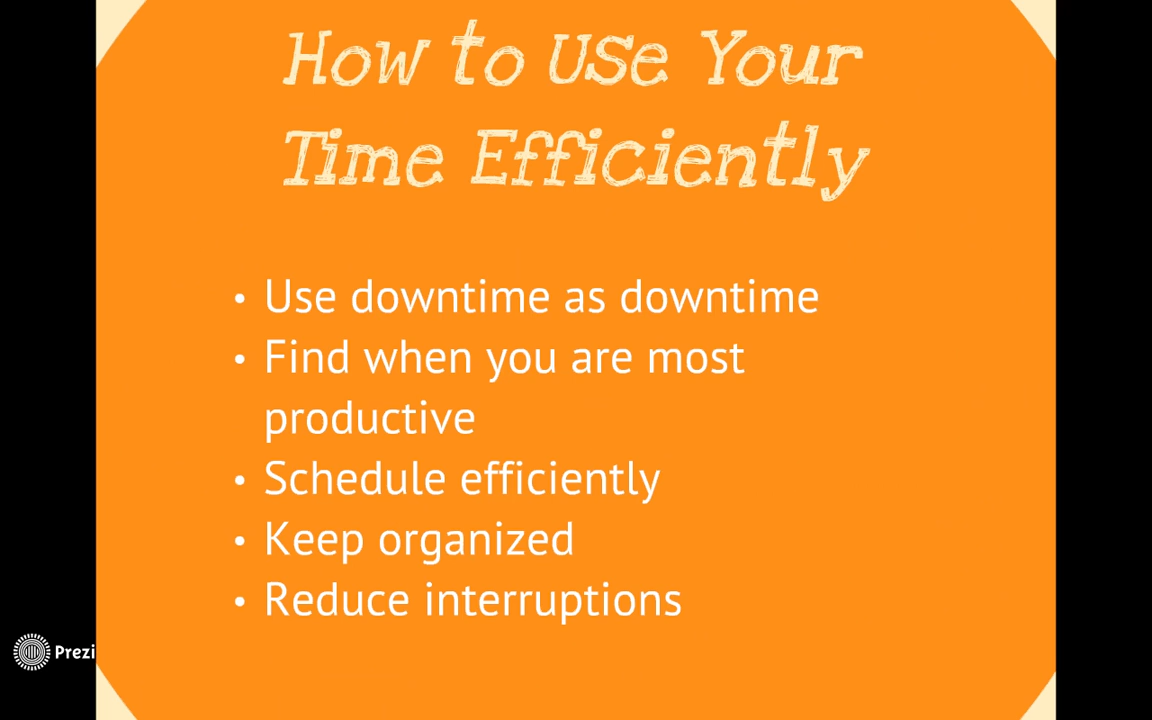 How to Use Your
Time Efficiently
• Use downtime as downtime
• Find when you are most
productive
• Schedule efficiently
• Keep organized
• Reduce interruptions
Prezi